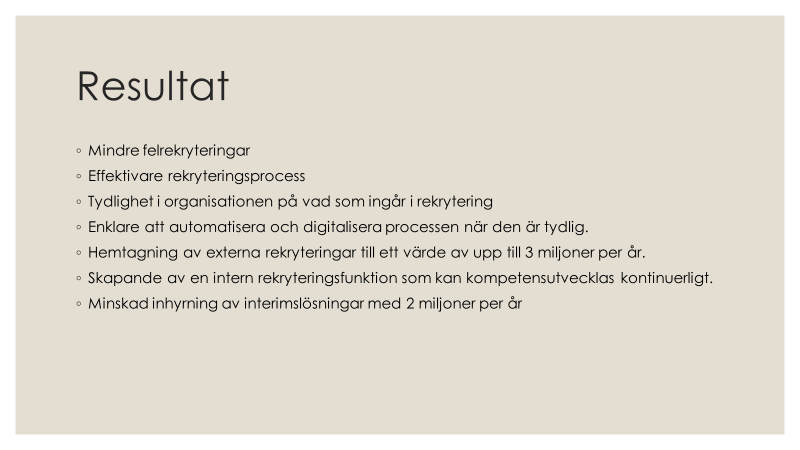 Resultat
◦ Mindre felrekryteringar
◦ Effektivare rekryteringsprocess
◦ Tydlighet i organisationen på vad som ingår i rekrytering
◦ Enklare att automatisera och digitalisera processen när den är tydlig.
◦ Hemtagning av externa rekryteringar till ett värde av upp till 3 miljoner per år.
◦ Skapande av en intern rekryteringsfunktion som kan kompetensutvecklas kontinuerligt.
◦ Minskad inhyrning av interimslösningar med 2 miljoner per år